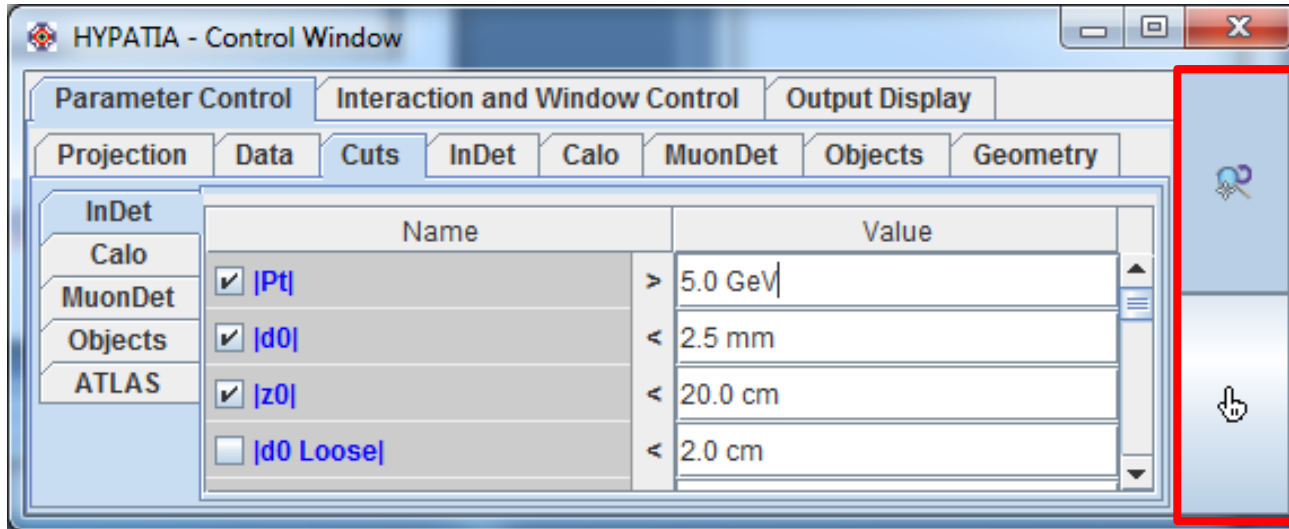 HYPATIA - Control Window
Parameter Control Interaction and Window Control Output Display
Projection Data Cuts InDet Calo MuonDet Objects Geometry
InDet
Calo
MuonDet
Objects
ATLAS
Name Value
|Pt| > 5.0 GeV
|d0| < 2.5 mm
|z0| < 20.0 cm
|d0 Loose| < 2.0 cm